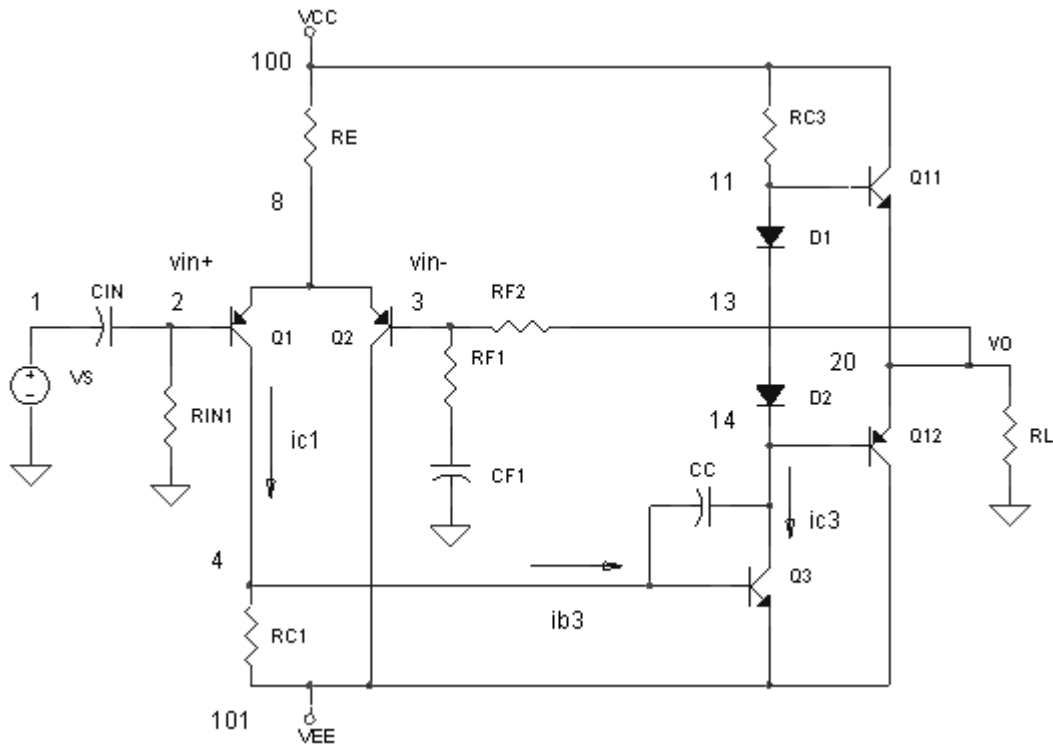 VCC
100
RE
RC3
8
11
Q11
D1
vin+
vin-
1
CIN
2
3
RF2
13
Q1
Q2
RF1
VO
VS
20
RIN1
D2
14
Q12
RL
ic1
CF1
CC
ic3
4
Q3
ib3
RC1
101
VEE